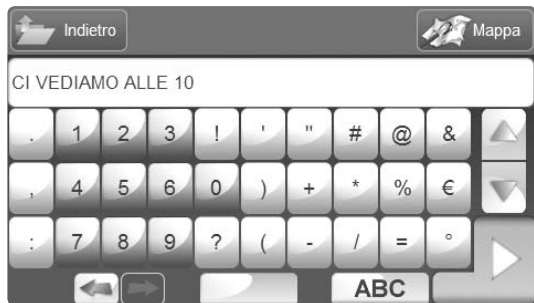 Indietro
Mappa
CI VEDIAMO ALLE 10
. 1 2 3 ! ' " # @ &
, 4 5 6 0 ) + * % €
: 7 8 9 ? ( - / = °
ABC